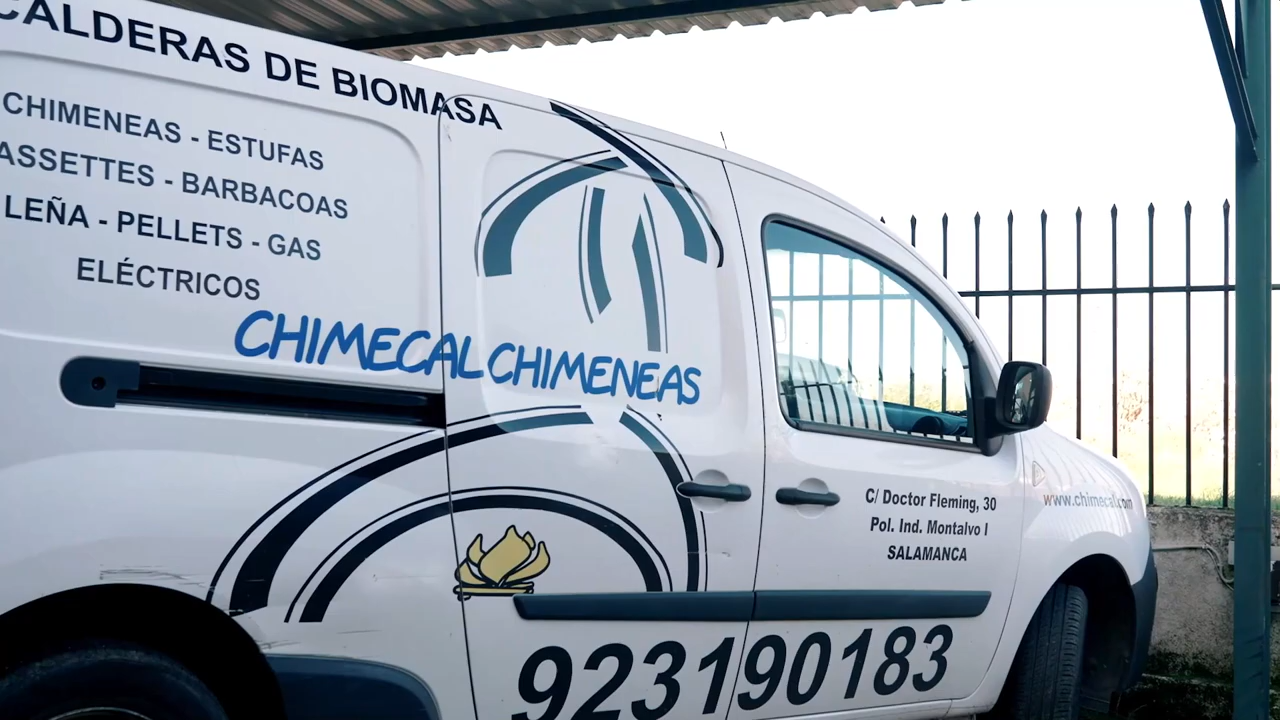 CALDERAS DE BIOMASA
CHIMENEAS - ESTUFAS
CASSETTES - BARBACOAS
LEÑA - PELLETS - GAS
ELÉCTRICOS
CHIMECAL CHIMENEAS
C/ Doctor Fleming, 30
Pol. Ind. Montalvo I
SALAMANCA
www.chimecal.com
923190183